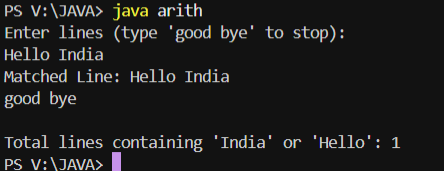 PS V:\JAVA> java arith
Enter lines (type 'good bye' to stop):
Hello India
Matched Line: Hello India
good bye

Total lines containing 'India' or 'Hello': 1
PS V:\JAVA>